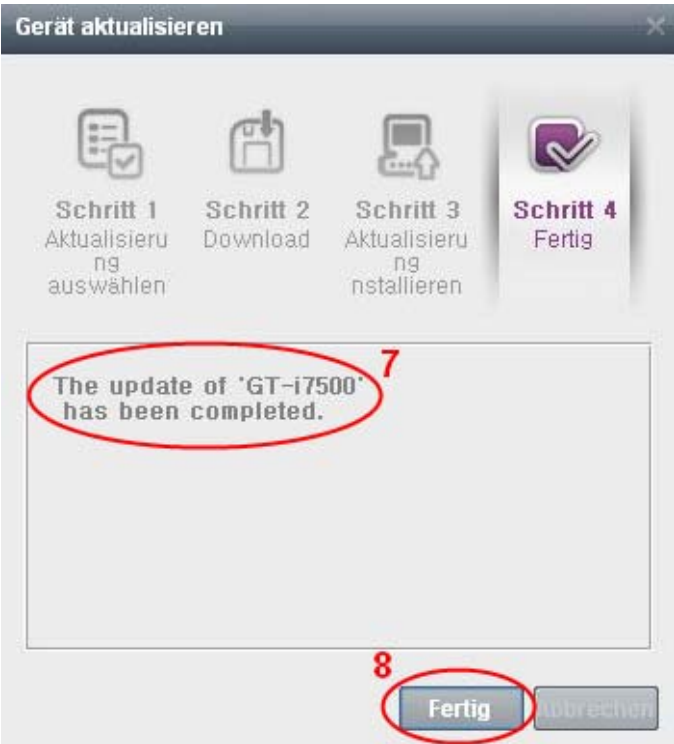 Gerät aktualisieren
Schritt 1
Aktualisieru
ng
auswählen
Schritt 2
Download
Schritt 3
Aktualisieru
ng
nstallieren
Schritt 4
Fertig
7
The update of 'GT-i7500'
has been completed.
8
Fertig
Abbrechen